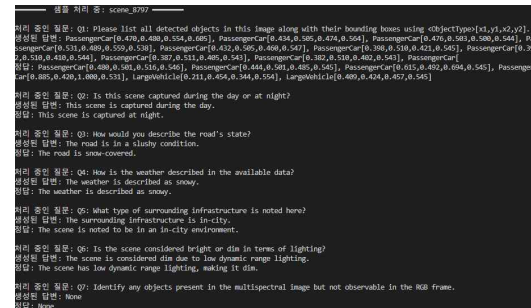 샘플 처리 중: scene_8797
처리 중인 질문: Q1: Please list all detected objects in this image along with their bounding boxes using <ObjectType>[x1,y1,x2,y2].
생성된 답변: PassengerCar[0.470,0.480,0.554,0.605], PassengerCar[0.434,0.505,0.474,0.564], PassengerCar[0.476,0.503,0.500,0.544], Pa
ssengerCar[0.531,0.489,0.559,0.538], PassengerCar[0.432,0.505,0.460,0.547], PassengerCar[0.398,0.510,0.421,0.545], PassengerCar[0.39
2,0.510,0.410,0.544], PassengerCar[0.387,0.511,0.405,0.543], PassengerCar[0.382,0.510,0.402,0.543], PassengerCar[
정답: PassengerCar[0.480,0.501,0.516,0.546], PassengerCar[0.444,0.501,0.485,0.545], PassengerCar[0.615,0.492,0.694,0.545], Passenger
Car[0.885,0.420,1.000,0.531], LargeVehicle[0.211,0.454,0.344,0.554], LargeVehicle[0.409,0.424,0.457,0.545]
처리 중인 질문: Q2: Is this scene captured during the day or at night?
생성된 답변: This scene is captured during the day.
정답: This scene is captured at night.
처리 중인 질문: Q3: How would you describe the road's state?
생성된 답변: The road is in a slushy condition.
정답: The road is snow-covered.
처리 중인 질문: Q4: How is the weather described in the available data?
생성된 답변: The weather is described as snowy.
정답: The weather is described as snowy.
처리 중인 질문: Q5: What type of surrounding infrastructure is noted here?
생성된 답변: The surrounding infrastructure is in-city.
정답: The scene is noted to be in an in-city environment.
처리 중인 질문: Q6: Is the scene considered bright or dim in terms of lighting?
생성된 답변: The scene is considered dim due to low dynamic range lighting.
정답: The scene has low dynamic range lighting, making it dim.
처리 중인 질문: Q7: Identify any objects present in the multispectral image but not observable in the RGB frame.
생성된 답변: None
정답: None